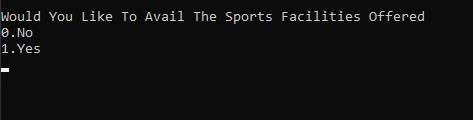 Would You Like To Avail The Sports Facilities Offered
0.No
1.Yes